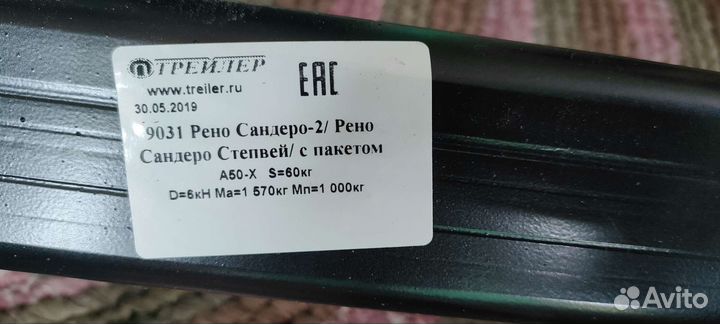 ТРЕЙЛЕР
EAC
www.treiler.ru
30.05.2019
9031 Рено Сандеро-2/ Рено
Сандеро Степвей/ с пакетом
А50-Х S=60кг
D=6кН Ма=1 570кг Мп=1 000кг
Avito